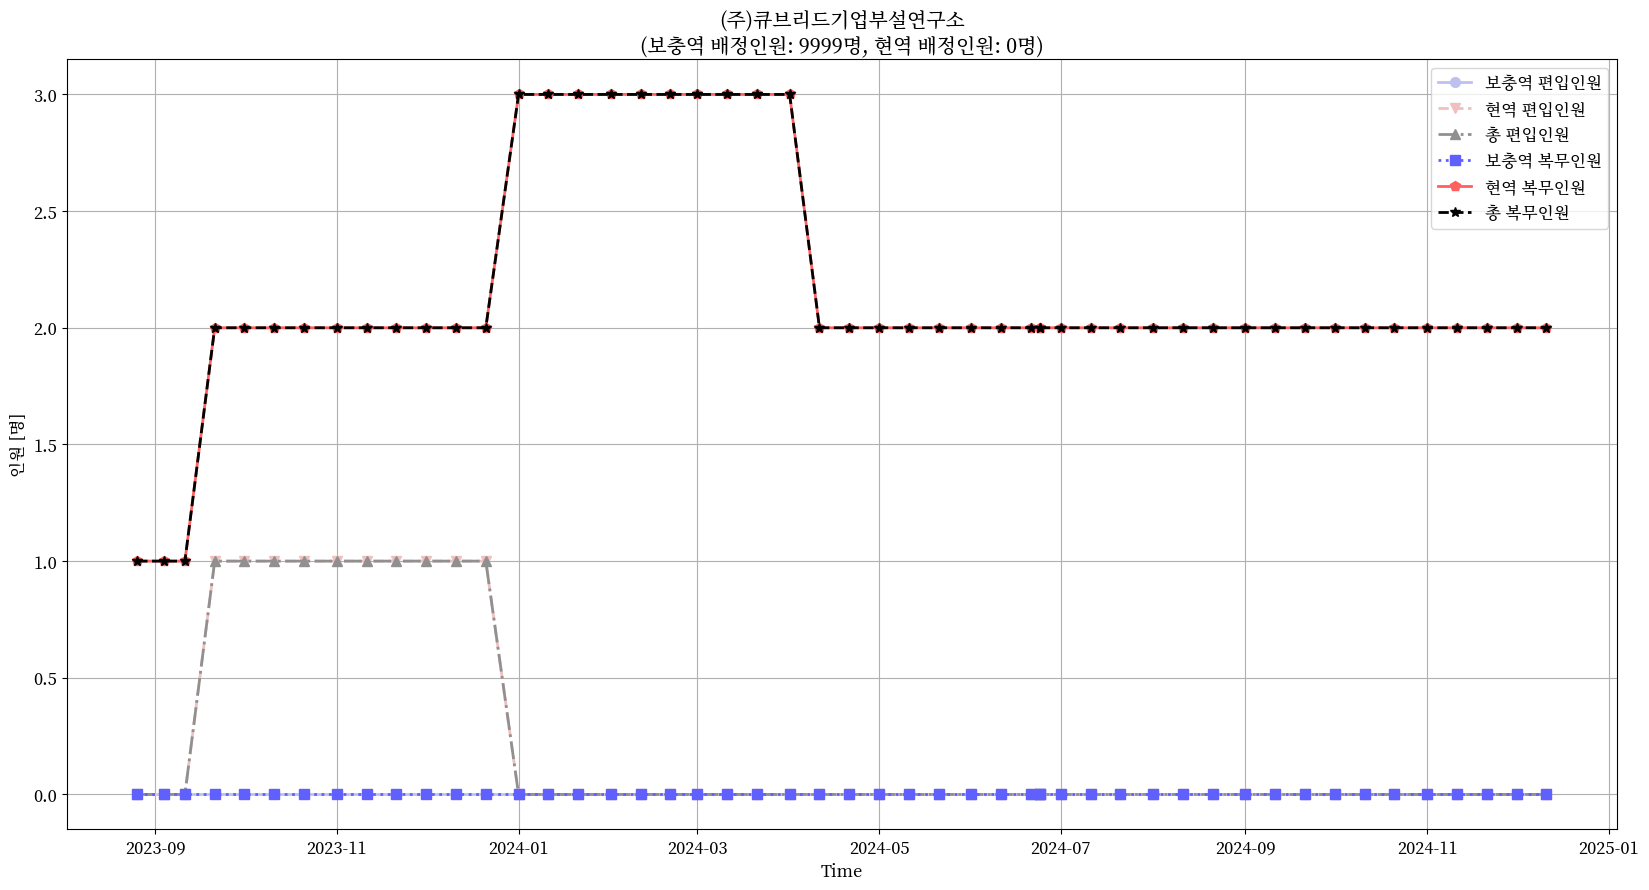 (주)큐브리드기업부설연구소
(보충역 배정인원: 9999명, 현역 배정인원: 0명)
보충역 편입인원
현역 편입인원
총 편입인원
보충역 복무인원
현역 복무인원
총 복무인원
인원 [명]
3.0
2.5
2.0
1.5
1.0
0.5
0.0
2023-09 2023-11 2024-01 2024-03 2024-05 2024-07 2024-09 2024-11 2025-01
Time